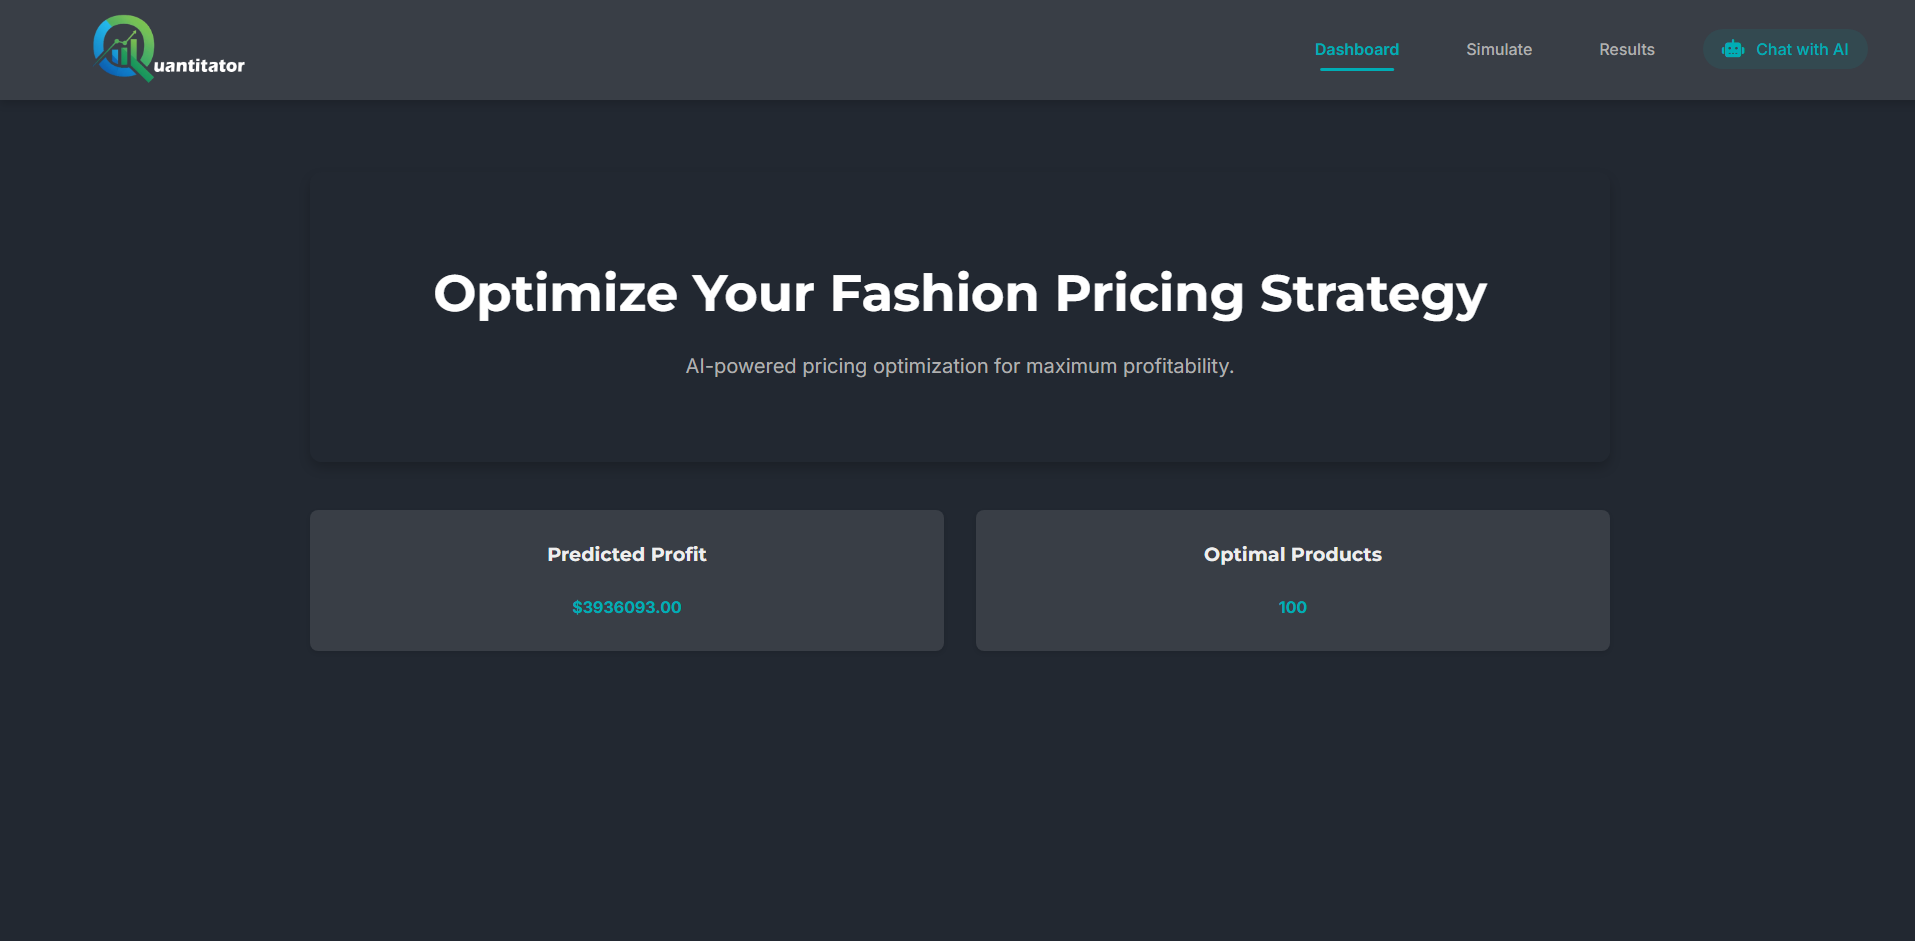 Quantitator
Dashboard
Simulate
Results
Chat with AI
Optimize Your Fashion Pricing Strategy
AI-powered pricing optimization for maximum profitability.
Predicted Profit
$3936093.00
Optimal Products
100